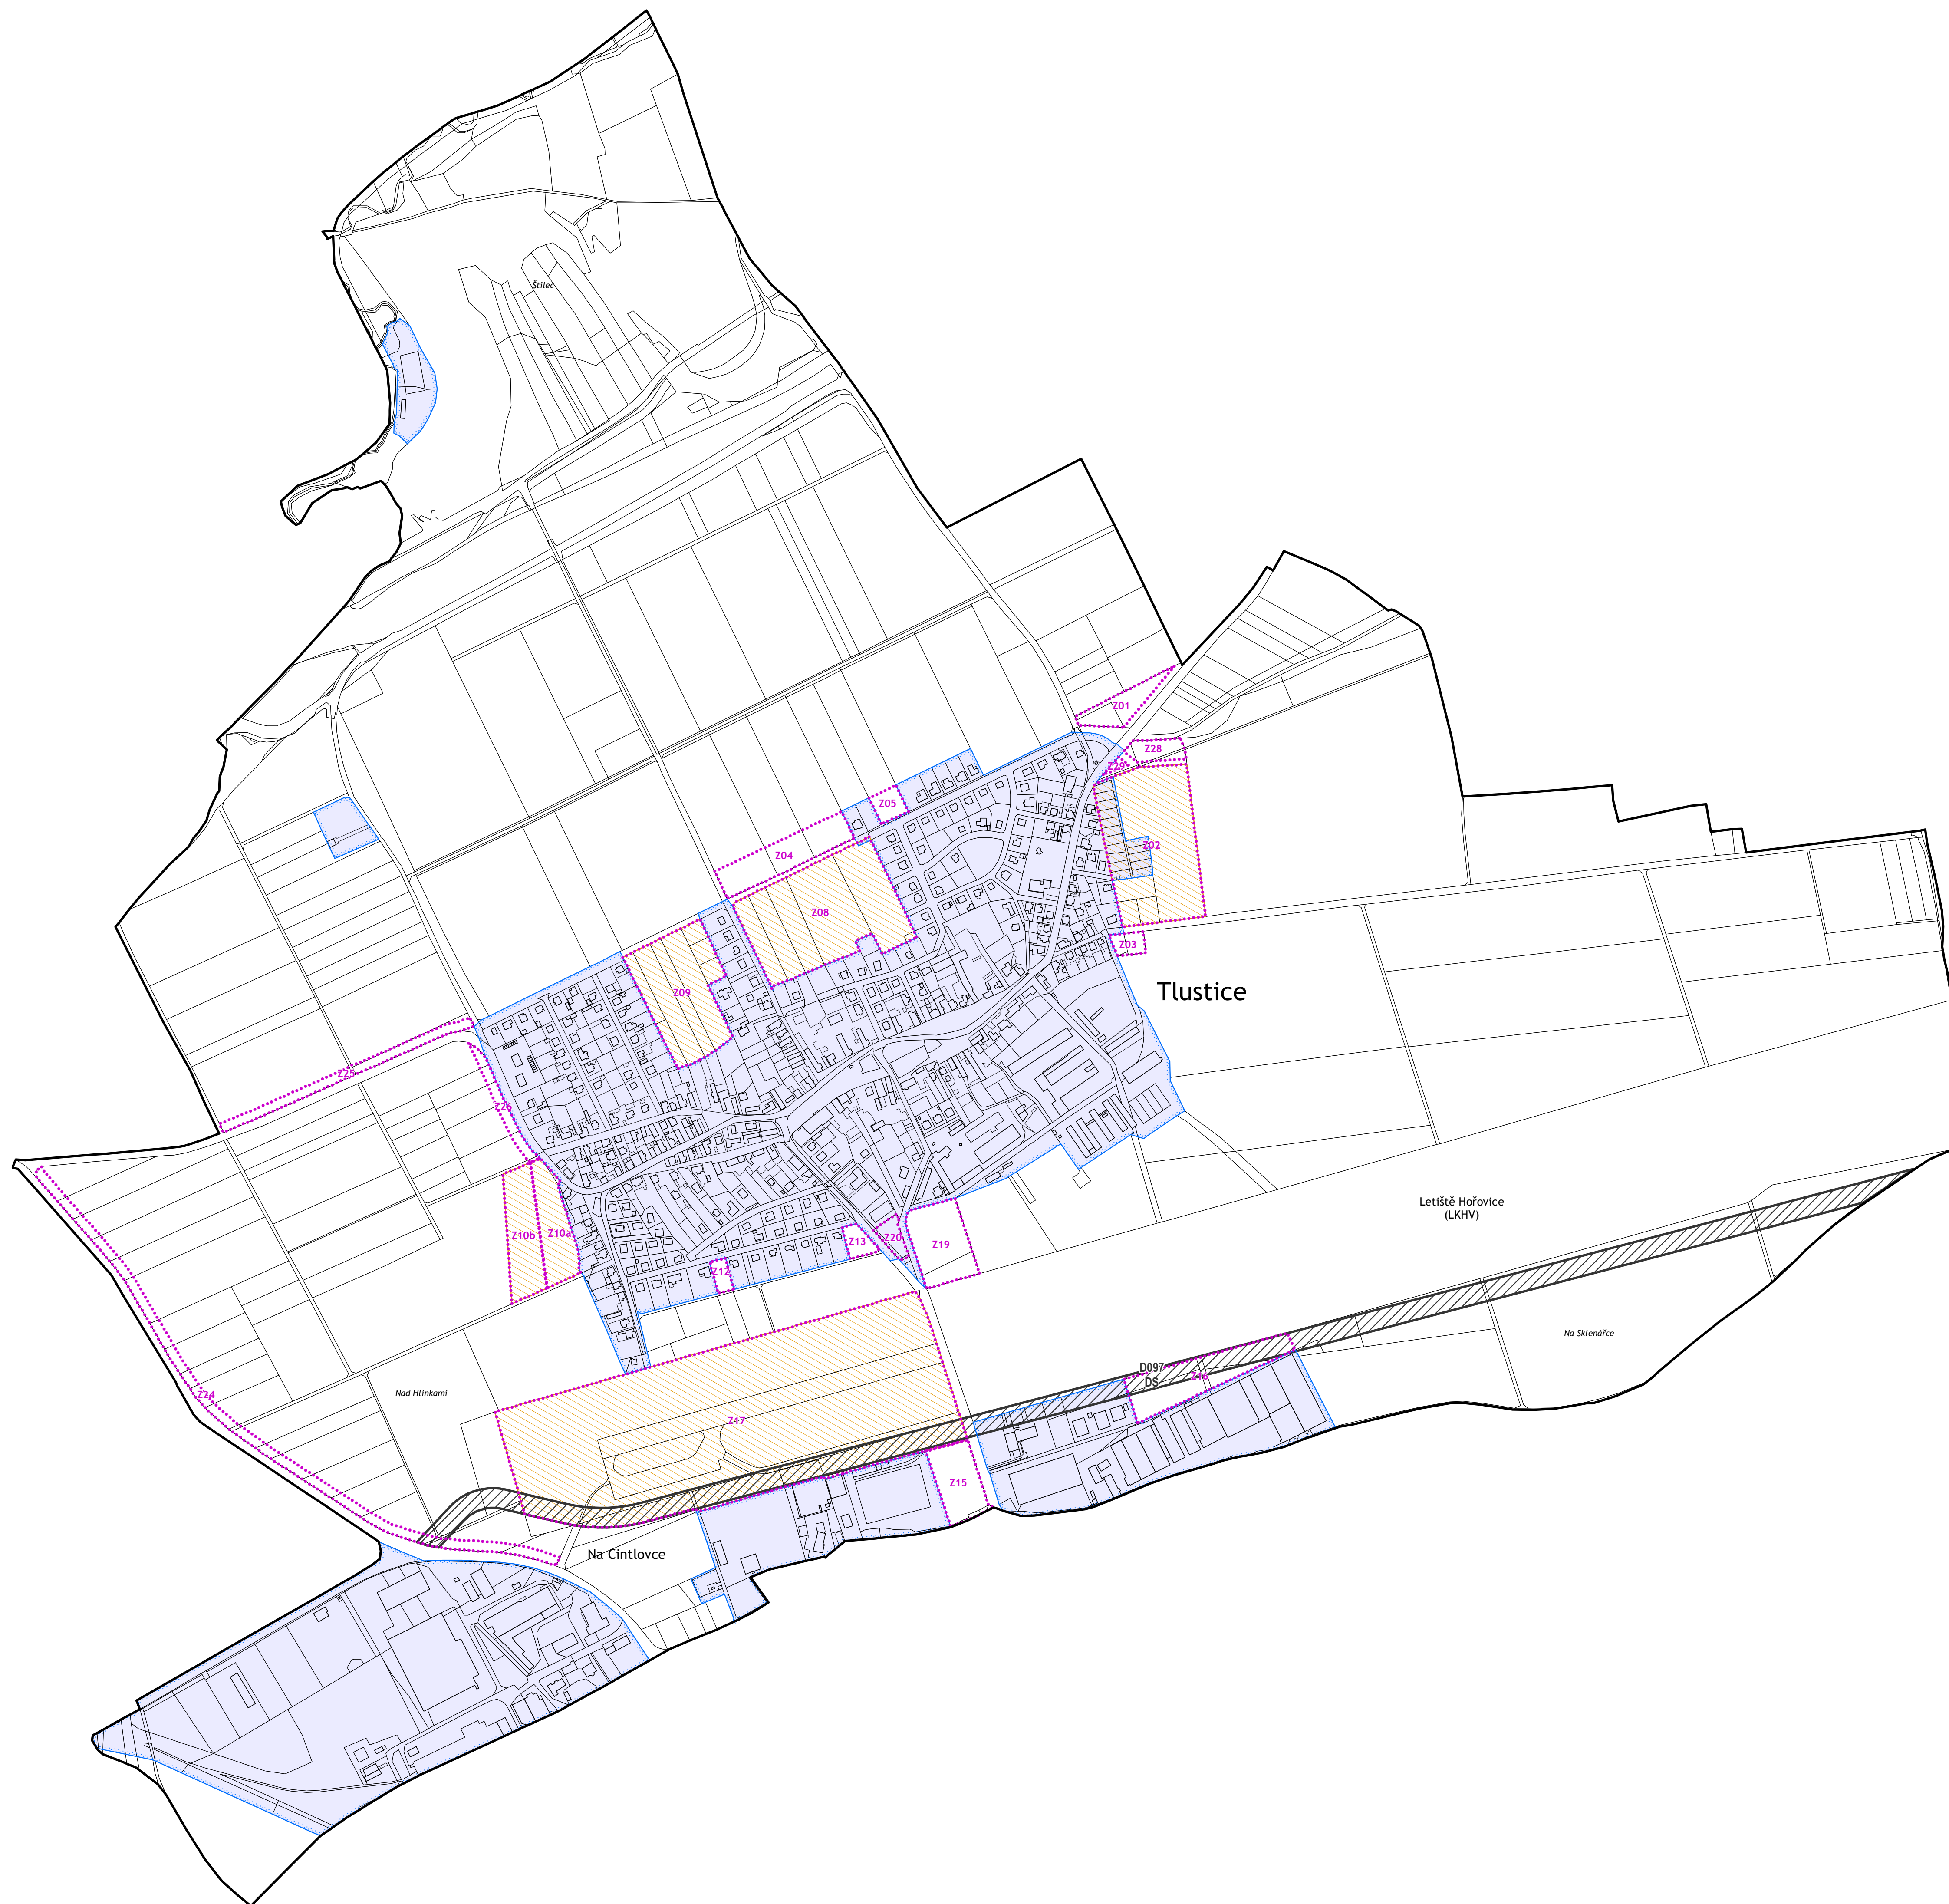 Štilec
Z01
Z28
Z29
Z05
Z02
Z04
Z08
Z03
Z09
Tlustice
Z25
Z26
Letiště Hořovice
(LKHV)
Z10b
Z10a
Z13
Z20
Z19
Z12
Na Sklenářce
D097
DS
Z16
Nad Hlinkami
Z24
Z17
Z15
Na Cintlovce